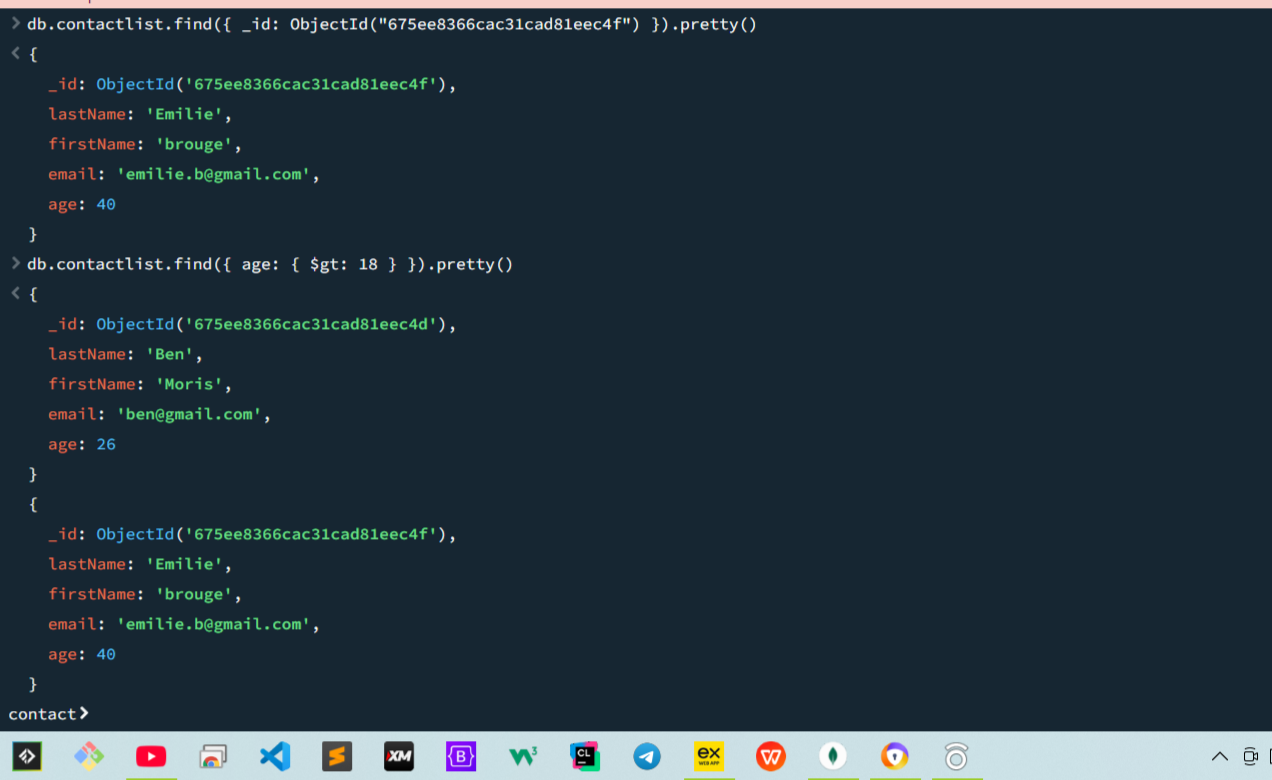 > db.contactlist.find({ _id: ObjectId("675ee8366cac31cad81eec4f") }).pretty()
< {
_id: ObjectId('675ee8366cac31cad81eec4f'),
lastName: 'Emilie',
firstName: 'brouge',
email: 'emilie.b@gmail.com',
age: 40
}
> db.contactlist.find({ age: { $gt: 18 } }).pretty()
< {
_id: ObjectId('675ee8366cac31cad81eec4d'),
lastName: 'Ben',
firstName: 'Moris',
email: 'ben@gmail.com',
age: 26
}
{
_id: ObjectId('675ee8366cac31cad81eec4f'),
lastName: 'Emilie',
firstName: 'brouge',
email: 'emilie.b@gmail.com',
age: 40
}
contact>
XM B W3 CL ex WEB APP W